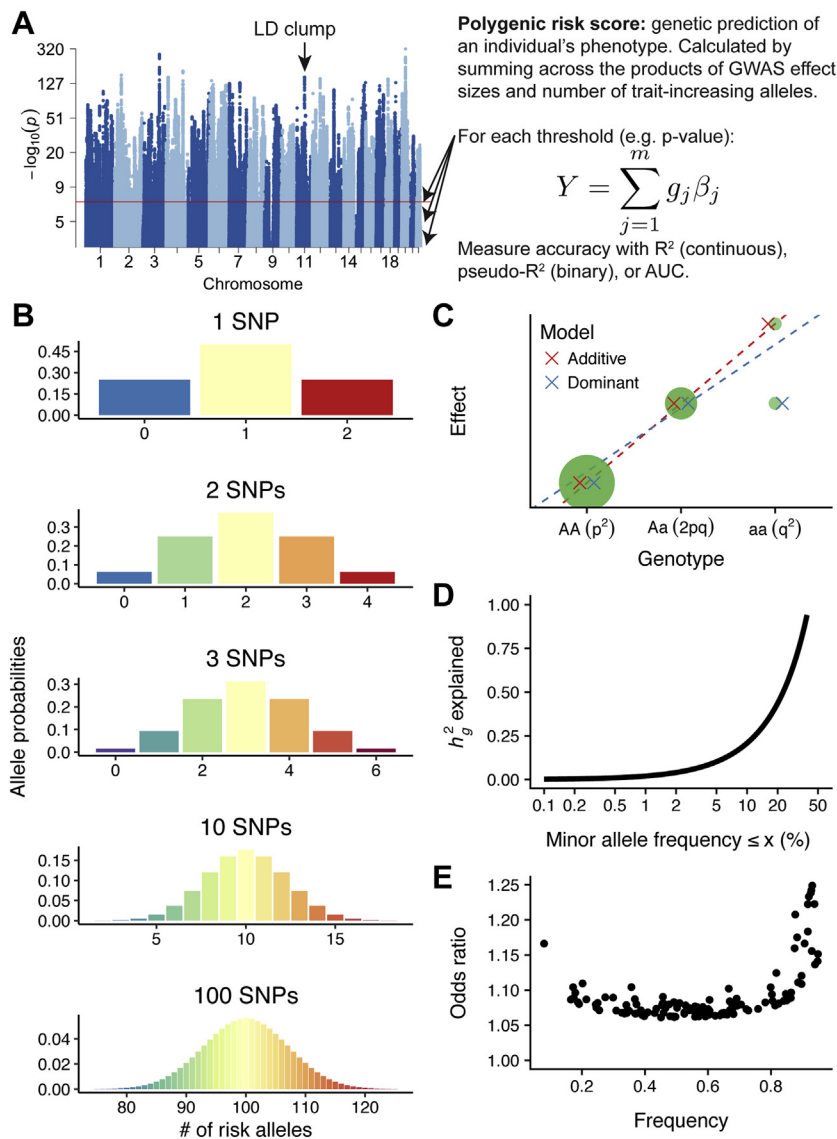 A
LD clump
320
127
51
20
9
5
−log10(p)
1 2 3 5 7 9 11 14 18
Chromosome
Polygenic risk score: genetic prediction of
an individual's phenotype. Calculated by
summing across the products of GWAS effect
sizes and number of trait-increasing alleles.
For each threshold (e.g. p-value):
Y = ∑ᵐⱼ₌₁ gⱼβⱼ
Measure accuracy with R² (continuous),
pseudo-R² (binary), or AUC.
B
1 SNP
0.45
0.30
0.15
0.00
0 1 2
2 SNPs
0.3
0.2
0.1
0.0
0 1 2 3 4
3 SNPs
0.3
0.2
0.1
0.0
0 2 4 6
10 SNPs
0.15
0.10
0.05
0.00
5 10 15
100 SNPs
0.04
0.02
0.00
80 90 100 110 120
# of risk alleles
Allele probabilities
C
Model
Additive
Dominant
Effect
AA (p²) Aa (2pq) aa (q²)
Genotype
D
1.00
0.75
0.50
0.25
0.00
h²g explained
0.1 0.2 0.5 1 2 5 10 20 50
Minor allele frequency ≤ x (%)
E
1.25
1.20
1.15
1.10
1.05
1.00
Odds ratio
0.2 0.4 0.6 0.8
Frequency